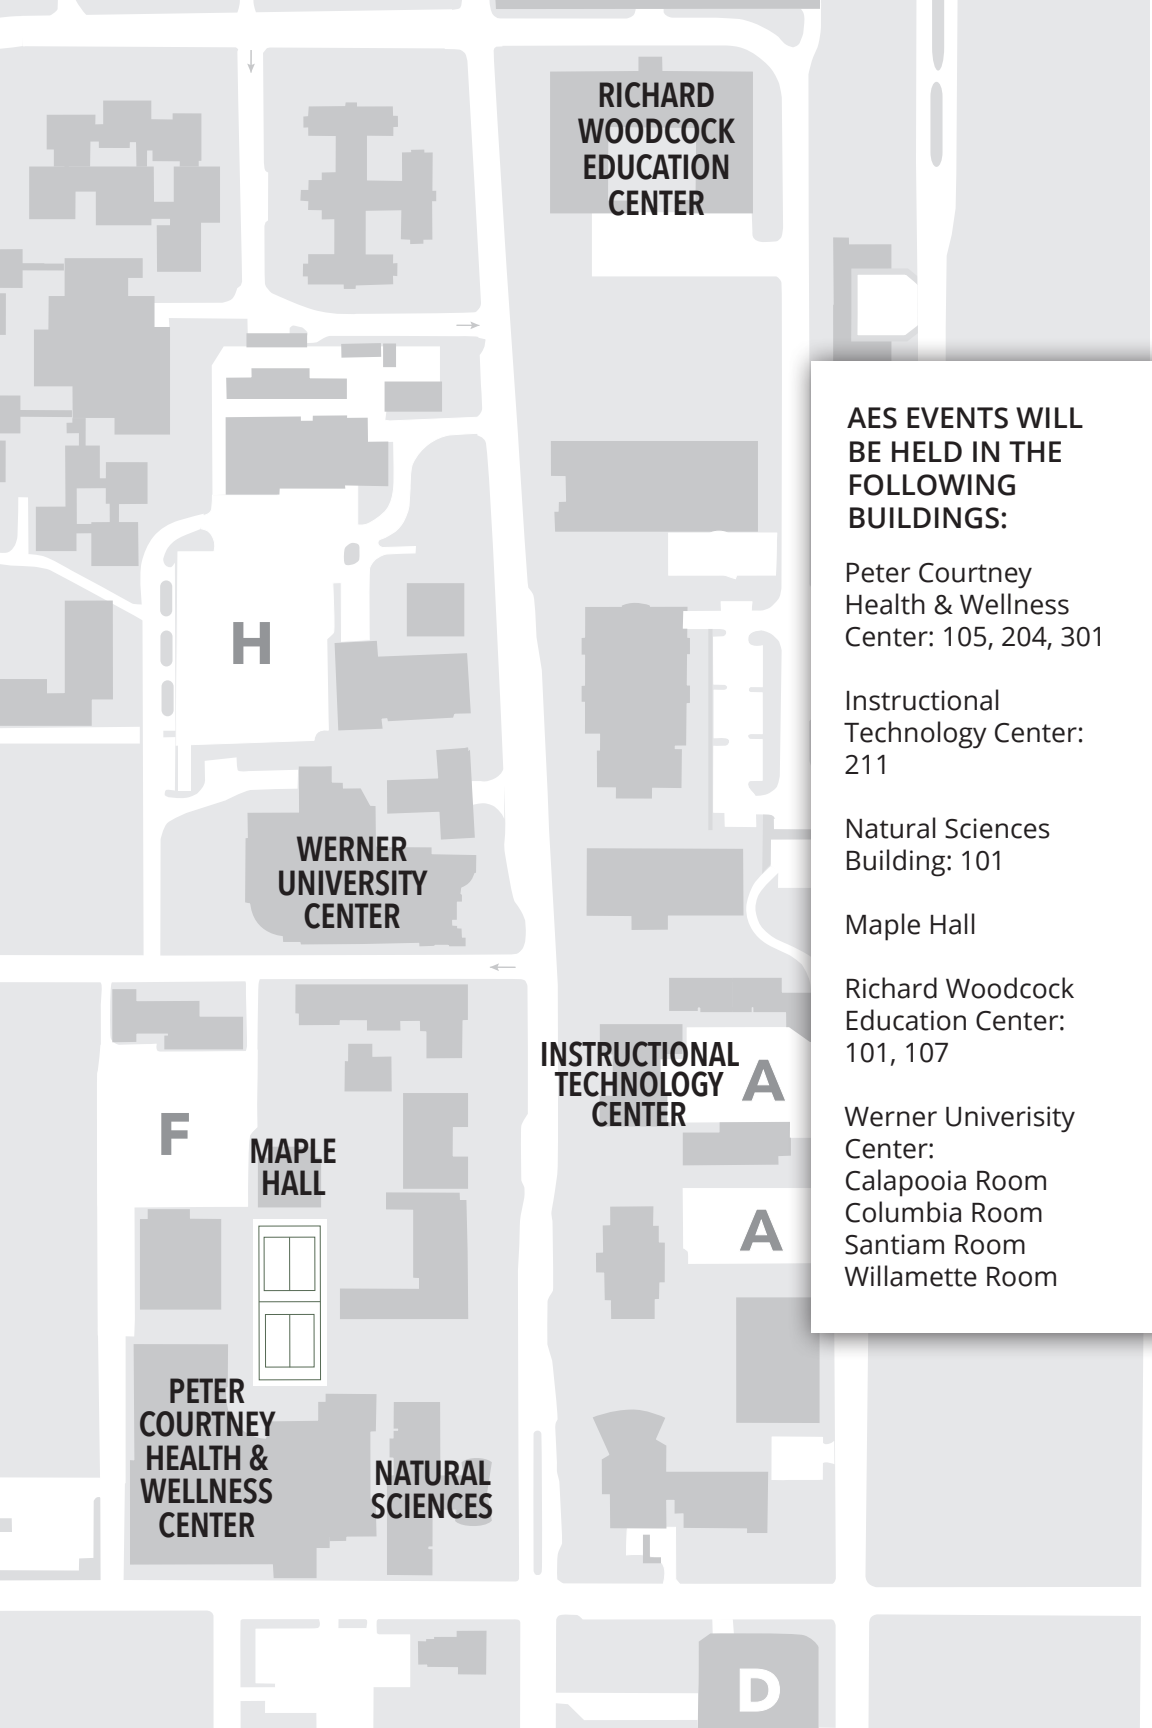 RICHARD
WOODCOCK
EDUCATION
CENTER
AES EVENTS WILL
BE HELD IN THE
FOLLOWING
BUILDINGS:
Peter Courtney
Health & Wellness
Center: 105, 204, 301
Instructional
Technology Center:
211
Natural Sciences
Building: 101
Maple Hall
Richard Woodcock
Education Center:
101, 107
Werner Univerisity
Center:
Calapooia Room
Columbia Room
Santiam Room
Willamette Room
H
WERNER
UNIVERSITY
CENTER
INSTRUCTIONAL
TECHNOLOGY
CENTER
A
F
MAPLE
HALL
A
PETER
COURTNEY
HEALTH &
WELLNESS
CENTER
NATURAL
SCIENCES
L
D